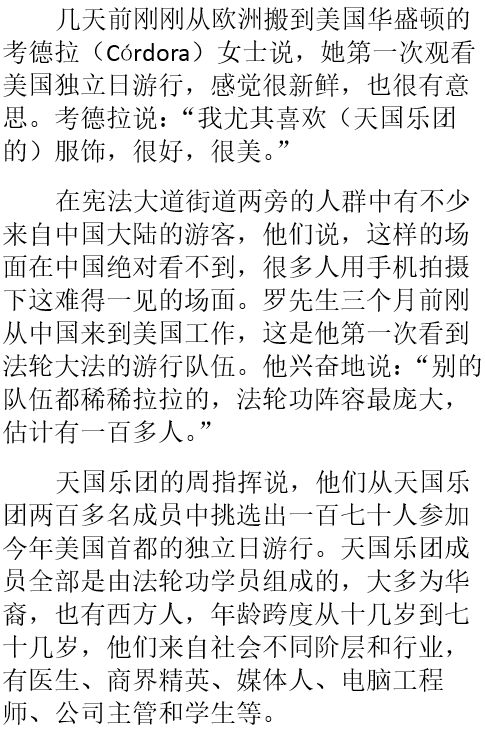 几天前刚刚从欧洲搬到美国华盛顿的
考德拉（Córdora）女士说，她第一次观看
美国独立日游行，感觉很新鲜，也很有意
思。考德拉说：“我尤其喜欢（天国乐团
的）服饰，很好，很美。”
在宪法大道街道两旁的人群中有不少
来自中国大陆的游客，他们说，这样的场
面在中国绝对看不到，很多人用手机拍摄
下这难得一见的场面。罗先生三个月前刚
从中国来到美国工作，这是他第一次看到
法轮大法的游行队伍。他兴奋地说：“别的
队伍都稀稀拉拉的，法轮功阵容最庞大，
估计有一百多人。”
天国乐团的周指挥说，他们从天国乐
团两百多名成员中挑选出一百七十人参加
今年美国首都的独立日游行。天国乐团成
员全部是由法轮功学员组成的，大多为华
裔，也有西方人，年龄跨度从十几岁到七
十几岁，他们来自社会不同阶层和行业，
有医生、商界精英、媒体人、电脑工程
师、公司主管和学生等。